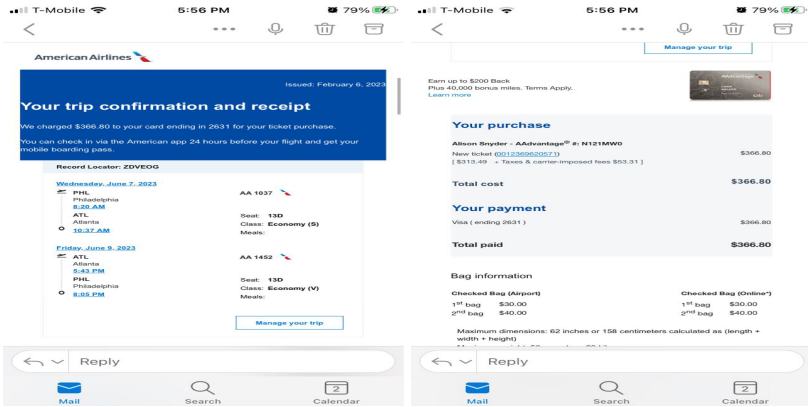 T-Mobile
5:56 PM
79%
American Airlines
Issued: February 6, 2023
Your trip confirmation and receipt
We charged $366.80 to your card ending in 2631 for your ticket purchase.
You can check in via the American app 24 hours before your flight and get your
mobile boarding pass.
Record Locator: ZDVEOG
Wednesday, June 7, 2023
PHL
AA 1037
Philadelphia
8:20 AM
ATL
Seat: 13D
Atlanta
Class: Economy (S)
10:37 AM
Meals:
Friday, June 9, 2023
ATL
AA 1452
Atlanta
5:43 PM
PHL
Seat: 13D
Philadelphia
Class: Economy (V)
8:05 PM
Meals:
Manage your trip
Reply
Mail
Search
2
Calendar
T-Mobile
5:56 PM
79%
Manage your trip
Earn up to $200 Back
Plus 40,000 bonus miles. Terms Apply.
Learn more
AAdvantage
citi
Your purchase
Alison Snyder - AAdvantage® #: N121MW0
New ticket (0012369620571)
$366.80
[ $313.49 + Taxes & carrier-imposed fees $53.31 ]
Total cost
$366.80
Your payment
Visa ( ending 2631 )
$366.80
Total paid
$366.80
Bag information
Checked Bag (Airport)
Checked Bag (Online*)
1st bag $30.00
1st bag $30.00
2nd bag $40.00
2nd bag $40.00
Maximum dimensions: 62 inches or 158 centimeters calculated as (length +
width + height)
Reply
Mail
Search
2
Calendar